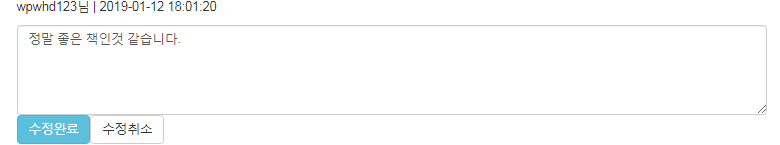 wpwhd123님 | 2019-01-12 18:01:20
정말 좋은 책인것 같습니다.
수정완료 수정취소